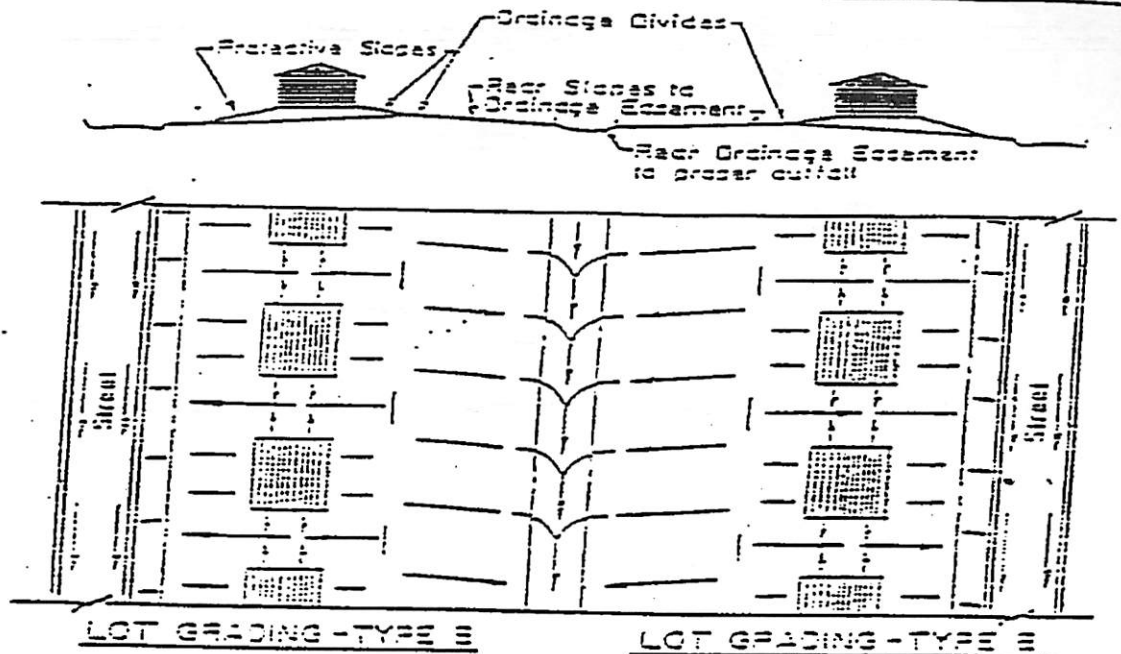 Drainage Divides
Protective Slopes
Rear Slopes to
Drainage Easement
Rear Drainage Easement
to proper outfall
Street
Street
LOT GRADING - TYPE B
LOT GRADING - TYPE B